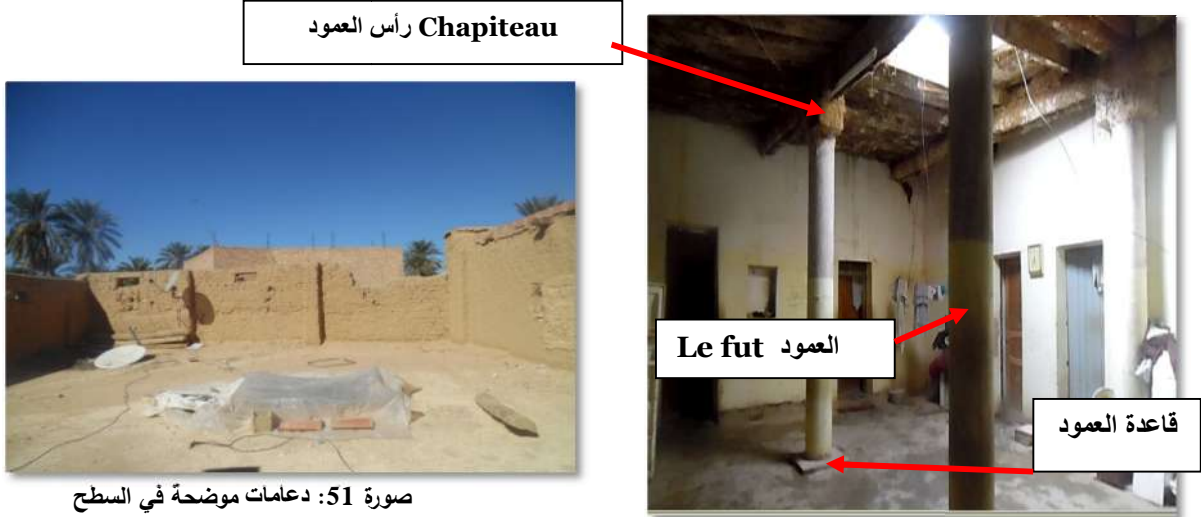 رأس العمود Chapiteau
العمود Le fut
قاعدة العمود
صورة 51: دعامات موضحة في السطح